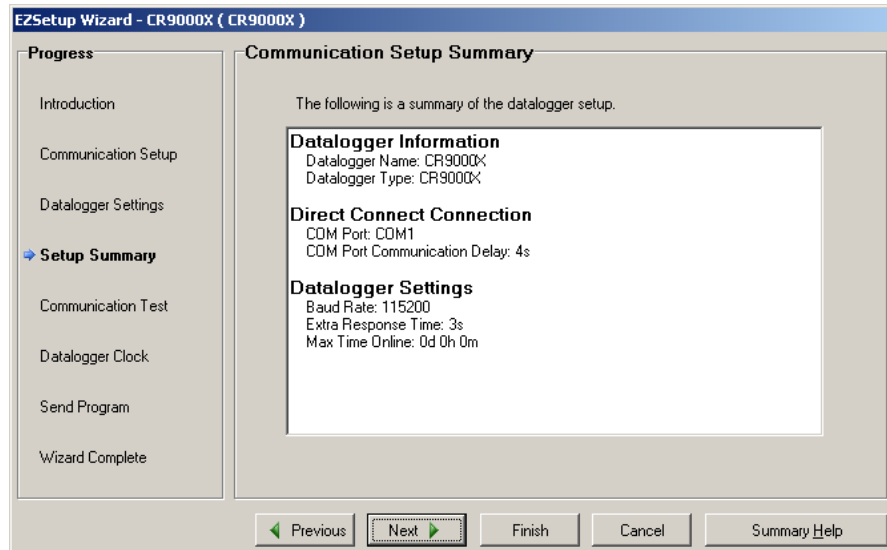 EZSetup Wizard - CR9000X ( CR9000X )
Progress
Introduction
Communication Setup
Datalogger Settings
Setup Summary
Communication Test
Datalogger Clock
Send Program
Wizard Complete
Communication Setup Summary
The following is a summary of the datalogger setup.
Datalogger Information
Datalogger Name: CR9000X
Datalogger Type: CR9000X
Direct Connect Connection
COM Port: COM1
COM Port Communication Delay: 4s
Datalogger Settings
Baud Rate: 115200
Extra Response Time: 3s
Max Time Online: 0d 0h 0m
Previous
Next
Finish
Cancel
Summary Help